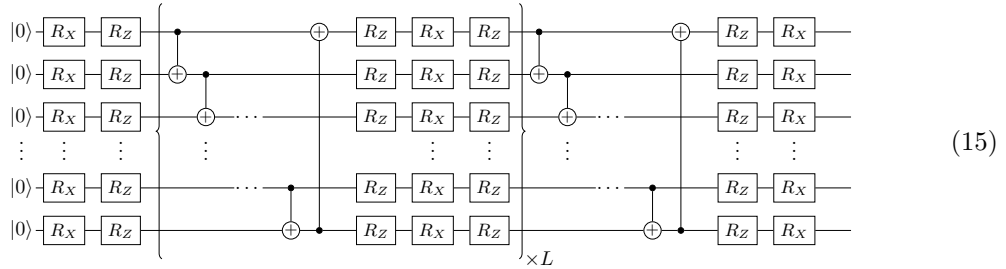 |0⟩ R_X R_Z R_Z R_X R_Z R_Z R_X
|0⟩ R_X R_Z R_Z R_X R_Z R_Z R_X
|0⟩ R_X R_Z ⋯ R_Z R_X R_Z ⋯ R_Z R_X
⋮ ⋮ ⋮ ⋮ ⋮ ⋮ ⋮ ⋮ ⋮ (15)
|0⟩ R_X R_Z ⋯ R_Z R_X R_Z ⋯ R_Z R_X
|0⟩ R_X R_Z R_Z R_X R_Z R_Z R_X
×L